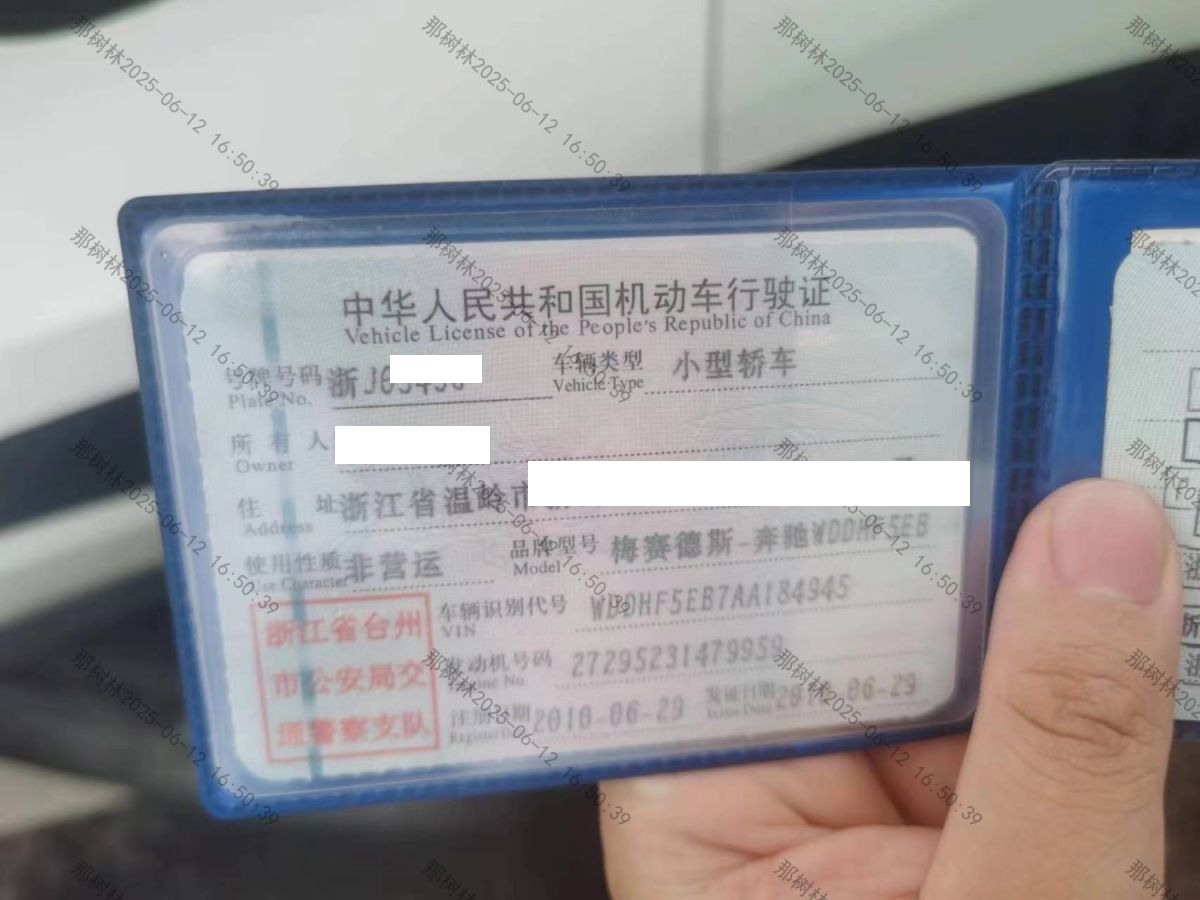 中华人民共和国机动车行驶证
Vehicle License of the People's Republic of China
号牌号码 浙J 车辆类型 小型轿车
Plate No. Vehicle Type
所有人
Owner
住址 浙江省温岭市
Address
使用性质 非营运 品牌型号 梅赛德斯-奔驰WDDHF5EB
Use Character Model
浙江省台州
市公安局交
通警察支队
车辆识别代号 WDDHF5EB7AA184945
VIN
发动机号码 27295231479959
Engine No.
注册日期 2010-06-29 发证日期 06-29
Register Date Issue Date
那树林2025-06-12 16:50:39